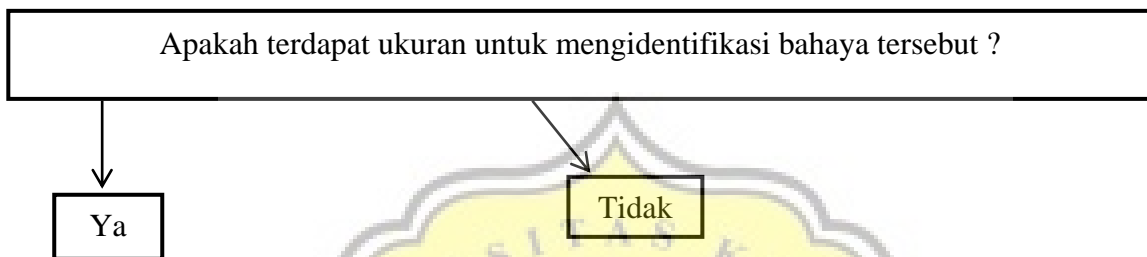 Apakah terdapat ukuran untuk mengidentifikasi bahaya tersebut ?
Tidak
Ya
S I T A S K